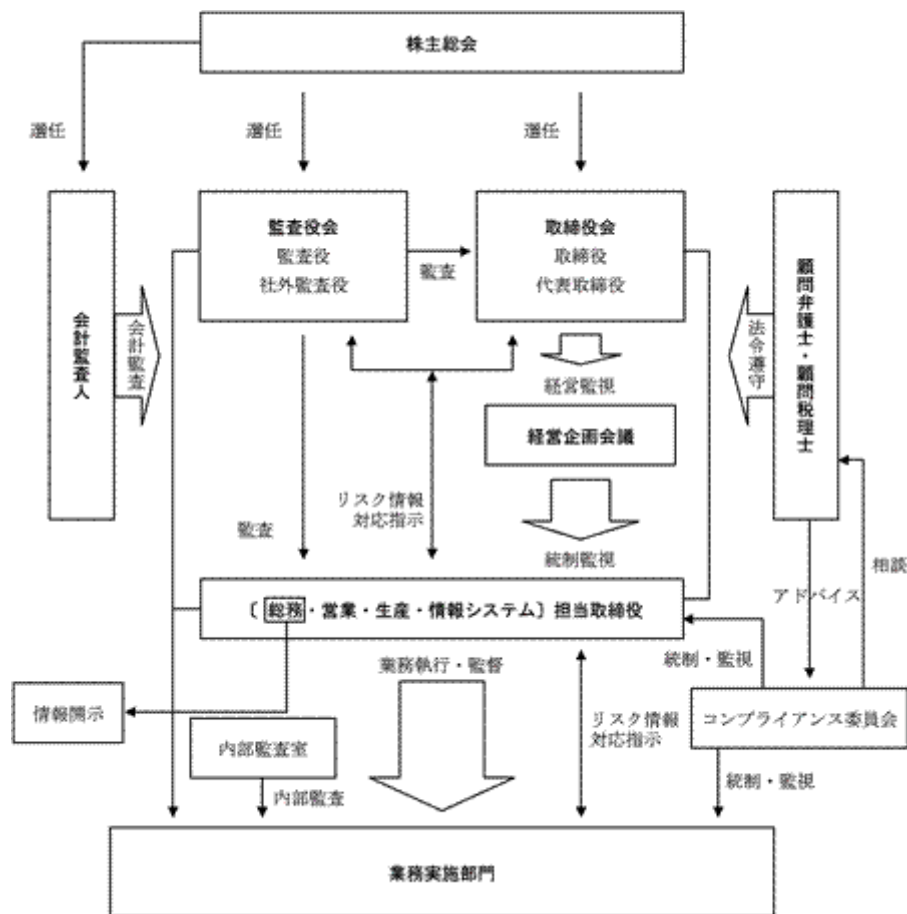 株主総会
選任
選任
選任
監査役会
監査役
社外監査役
監査
取締役会
取締役
代表取締役
会計監査人
会計監査
法令遵守
顧問弁護士・顧問税理士
経営監視
経営企画会議
リスク情報
対応指示
監査
統制監視
相談
アドバイス
〔 総務・営業・生産・情報システム〕担当取締役
業務執行・監督
統制・監視
情報開示
内部監査室
リスク情報
対応指示
コンプライアンス委員会
内部監査
統制・監視
業務実施部門